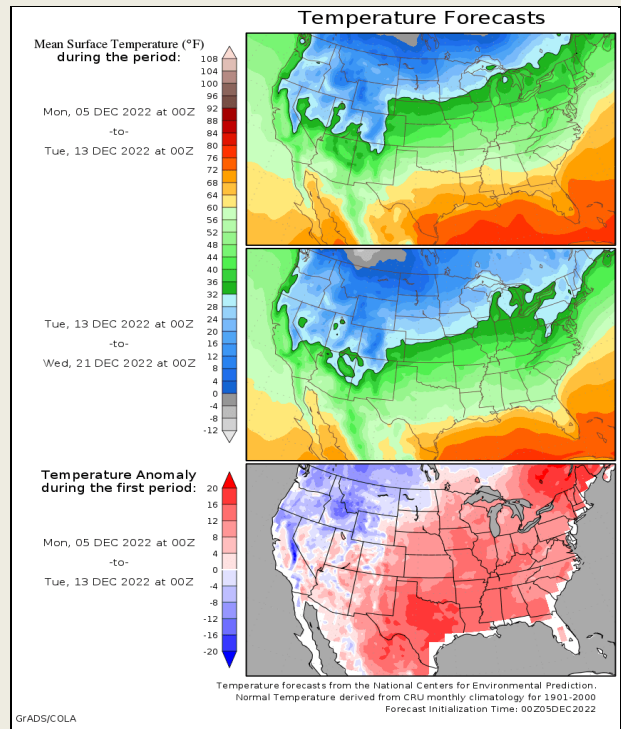 Temperature Forecasts
Mean Surface Temperature (°F)
during the period:
Mon, 05 DEC 2022 at 00Z
-to-
Tue, 13 DEC 2022 at 00Z
108
104
100
96
92
88
84
80
76
72
68
64
60
56
52
48
44
40
36
32
28
24
20
16
12
8
4
0
-4
-8
-12
Tue, 13 DEC 2022 at 00Z
-to-
Wed, 21 DEC 2022 at 00Z
Temperature Anomaly
during the first period:
Mon, 05 DEC 2022 at 00Z
-to-
Tue, 13 DEC 2022 at 00Z
20
16
12
8
4
0
-4
-8
-12
-16
-20
Temperature forecasts from the National Centers for Environmental Prediction.
Normal Temperature derived from CRU monthly climatology for 1901-2000
Forecast Initialization Time: 00Z05DEC2022
GrADS/COLA